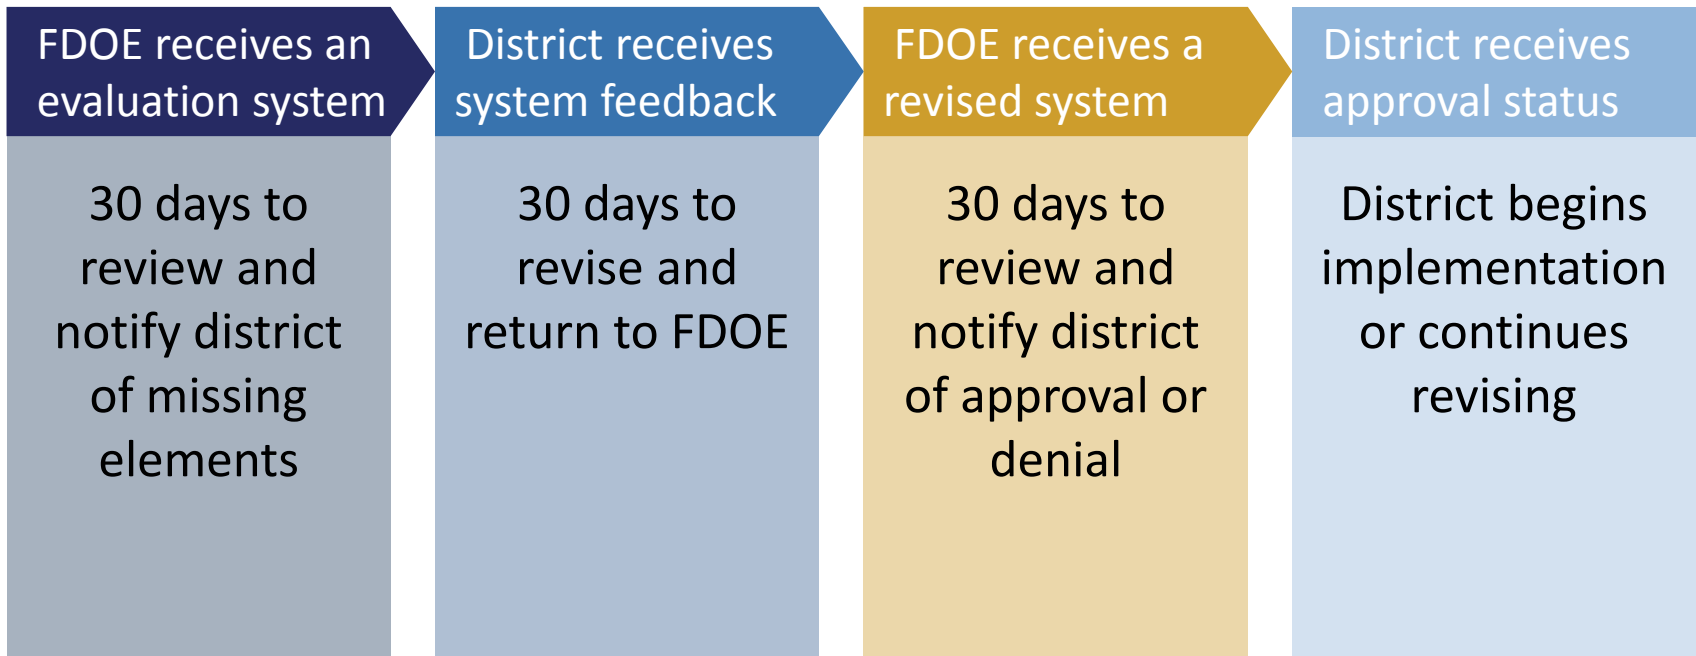 FDOE receives an
evaluation system
30 days to
review and
notify district
of missing
elements
District receives
system feedback
30 days to
revise and
return to FDOE
FDOE receives a
revised system
30 days to
review and
notify district
of approval or
denial
District receives
approval status
District begins
implementation
or continues
revising